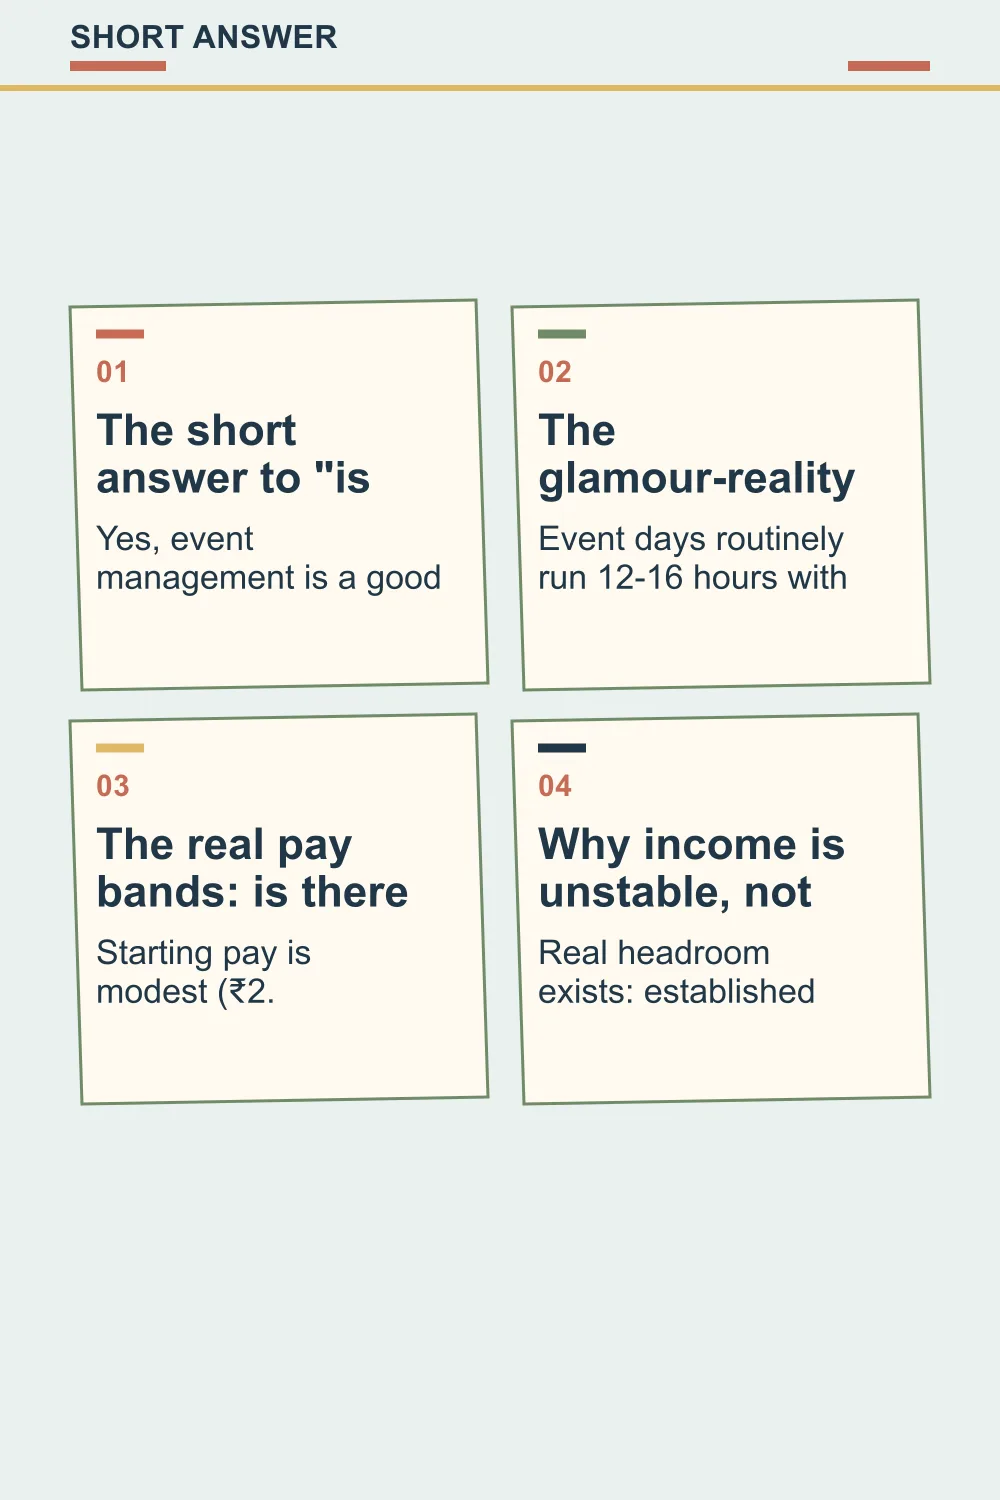 SHORT ANSWER
01
The short
answer to "is
Yes, event
management is a good
02
The
glamour-reality
Event days routinely
run 12-16 hours with
03
The real pay
bands: is there
Starting pay is
modest (₹2.
04
Why income is
unstable, not
Real headroom
exists: established